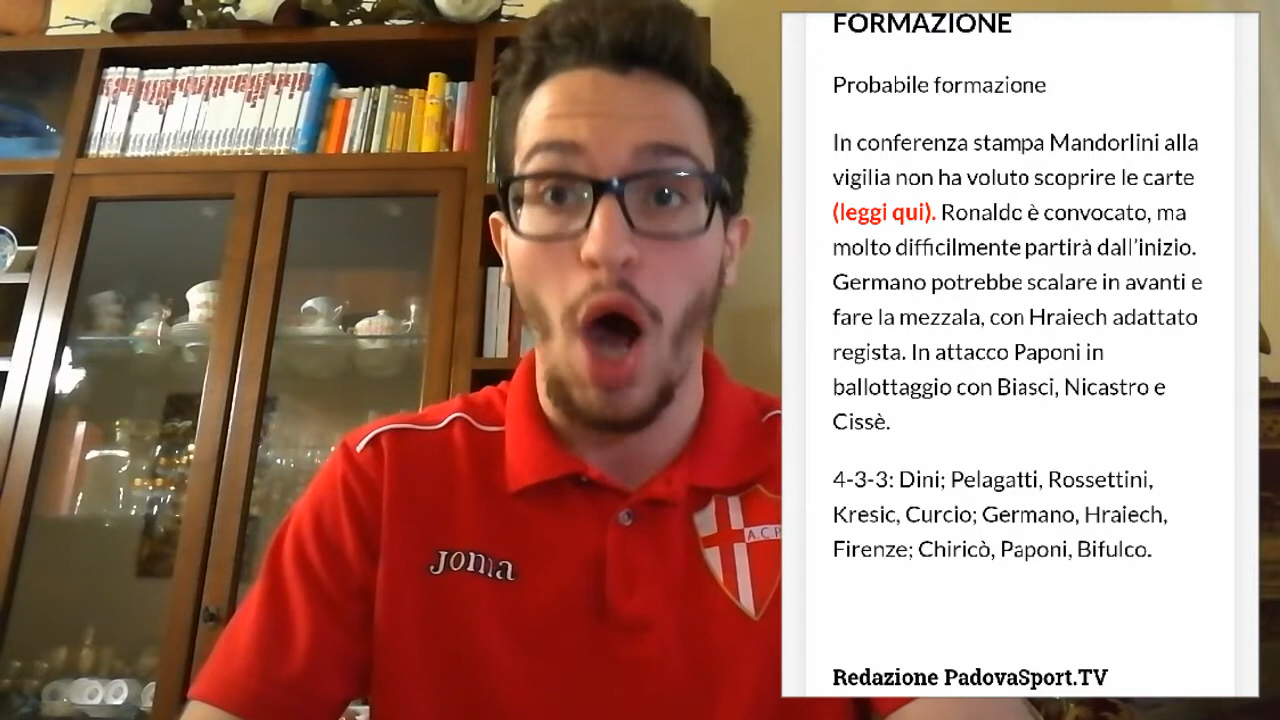 FORMAZIONE
Probabile formazione
In conferenza stampa Mandorlini alla
vigilia non ha voluto scoprire le carte
(leggi qui). Ronaldo è convocato, ma
molto difficilmente partirà dall'inizio.
Germano potrebbe scalare in avanti e
fare la mezzala, con Hraiech adattato
regista. In attacco Paponi in
ballottaggio con Biasci, Nicastro e
Cissè.
4-3-3: Dini; Pelagatti, Rossettini,
Kresic, Curcio; Germano, Hraiech,
Firenze; Chiricò, Paponi, Bifulco.
Redazione PadovaSport.TV
Joma
A.C.P